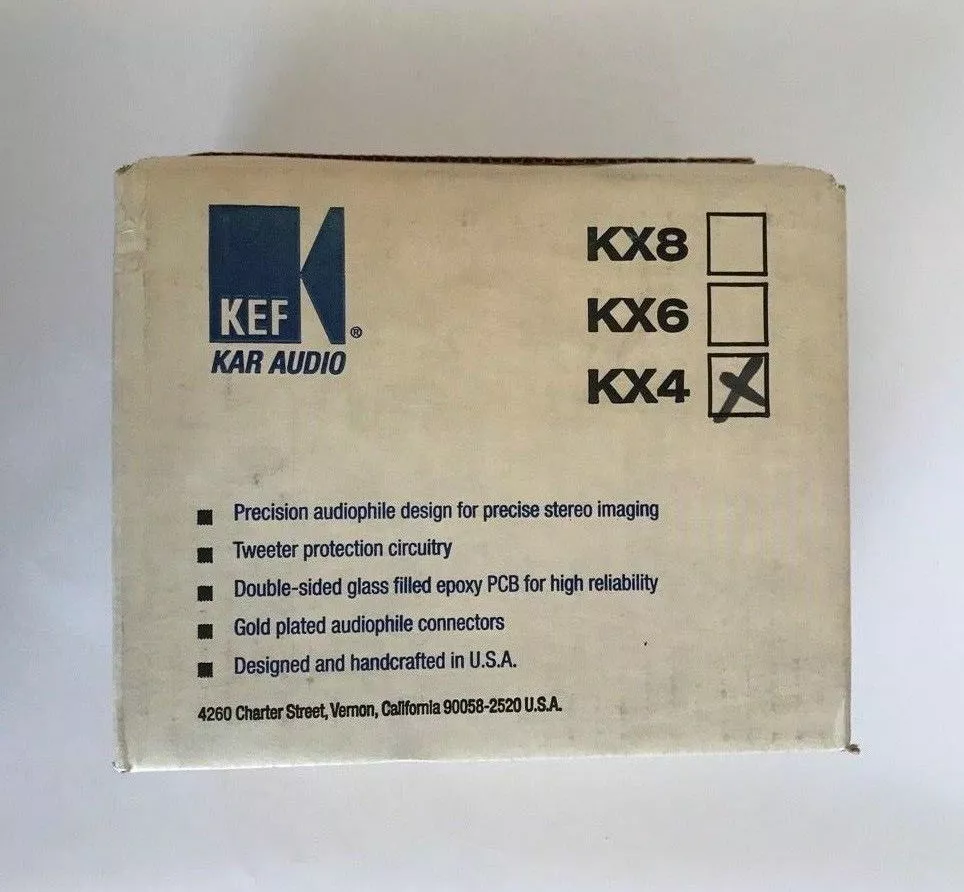 KEF®
KAR AUDIO
KX8
KX6
KX4 X
Precision audiophile design for precise stereo imaging
Tweeter protection circuitry
Double-sided glass filled epoxy PCB for high reliability
Gold plated audiophile connectors
Designed and handcrafted in U.S.A.
4260 Charter Street, Vernon, California 90058-2520 U.S.A.